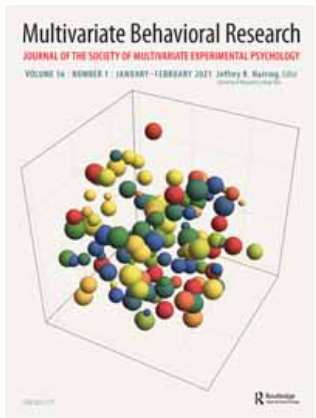 Multivariate Behavioral Research
JOURNAL OF THE SOCIETY OF MULTIVARIATE EXPERIMENTAL PSYCHOLOGY
VOLUME 56 | NUMBER 1 | JANUARY–FEBRUARY 2021 Jeffrey R. Harring, Editor
Routledge